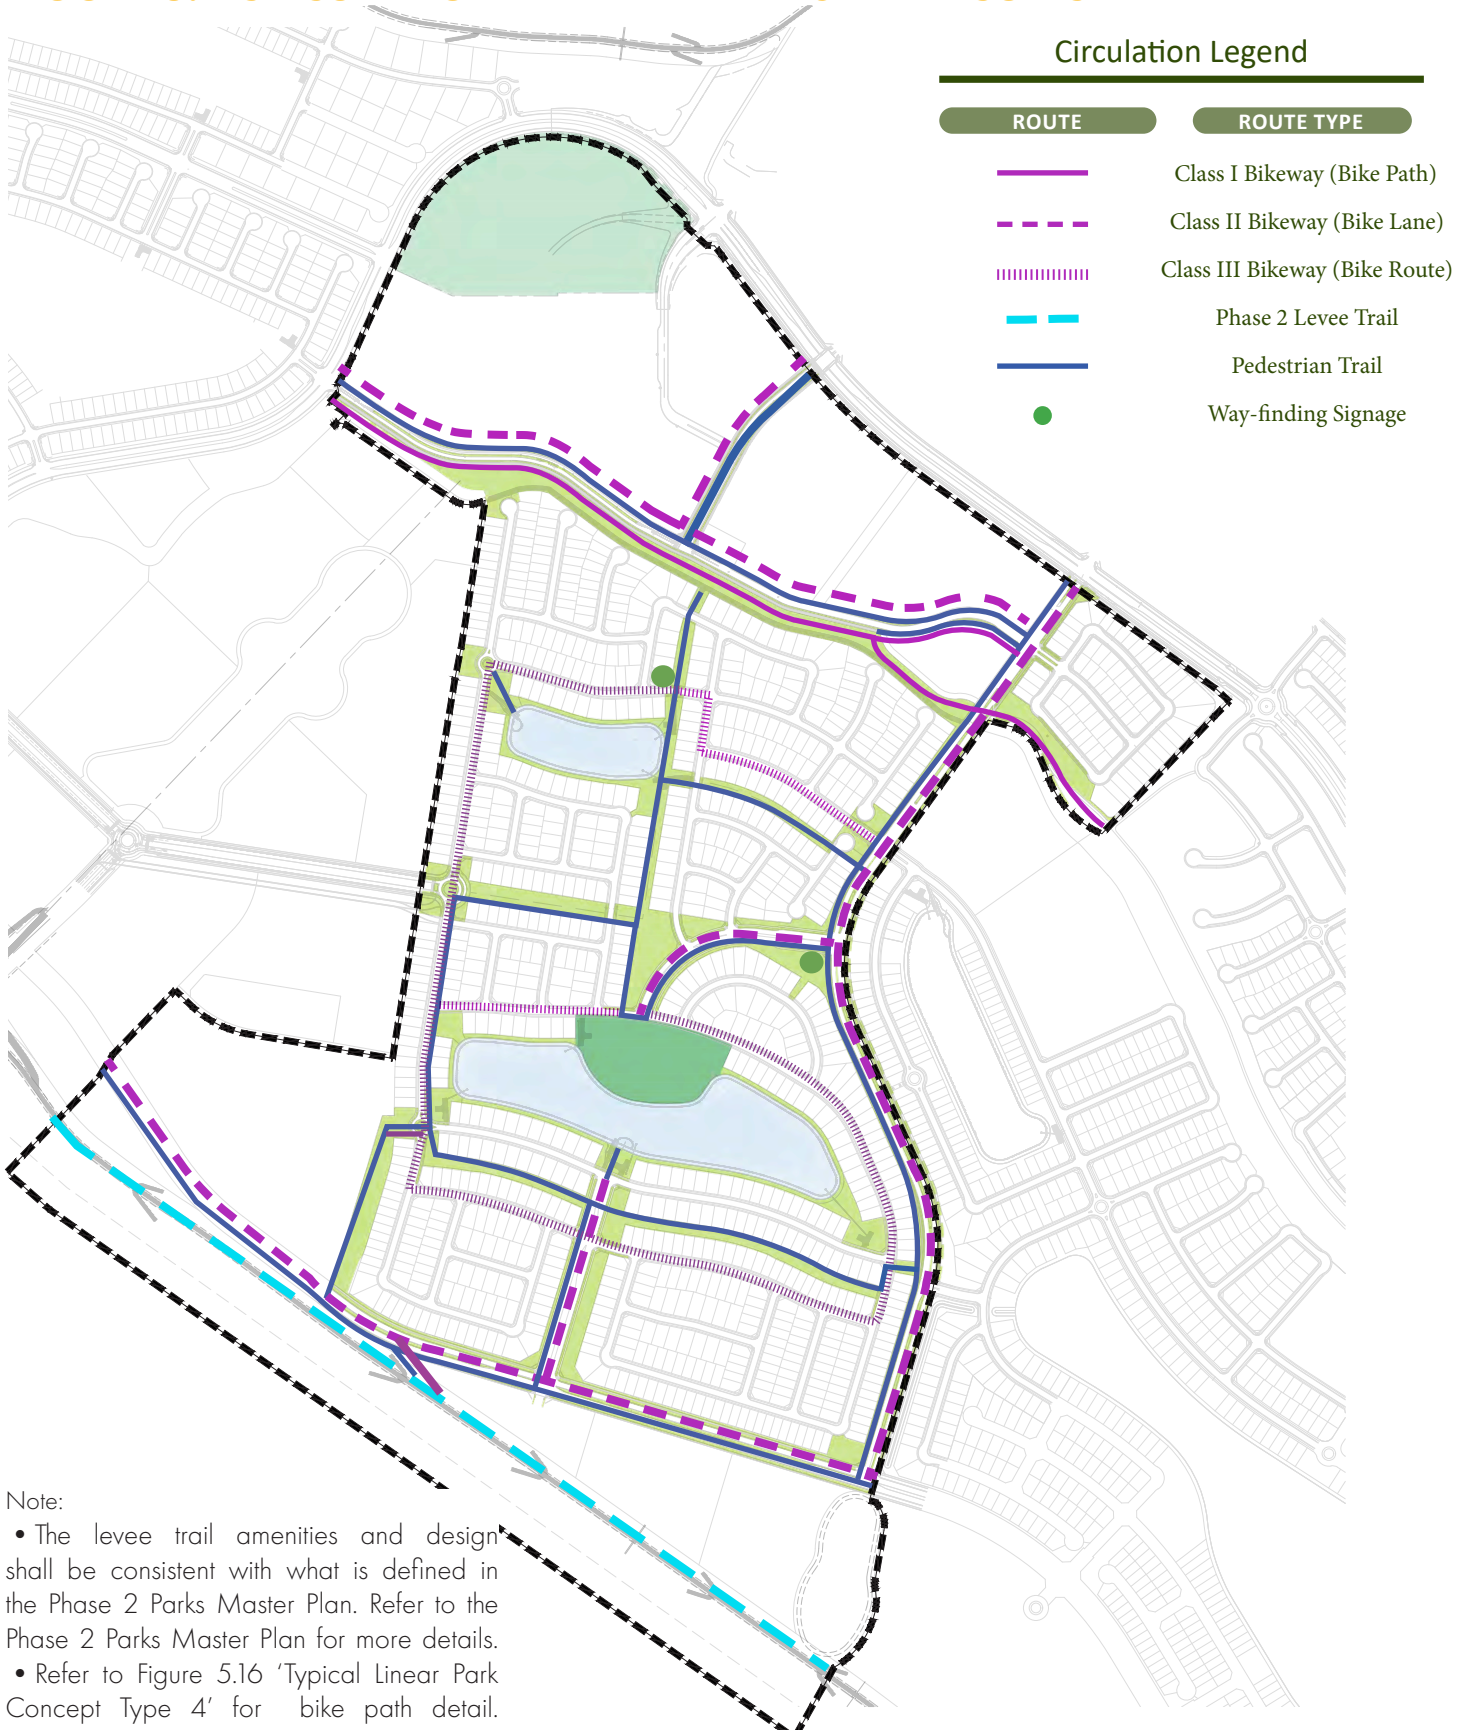 Circulation Legend
ROUTE
ROUTE TYPE
Class I Bikeway (Bike Path)
Class II Bikeway (Bike Lane)
Class III Bikeway (Bike Route)
Phase 2 Levee Trail
Pedestrian Trail
Way-finding Signage
Note:
• The levee trail amenities and design
shall be consistent with what is defined in
the Phase 2 Parks Master Plan. Refer to the
Phase 2 Parks Master Plan for more details.
• Refer to Figure 5.16 ‘Typical Linear Park
Concept Type 4’ for bike path detail.